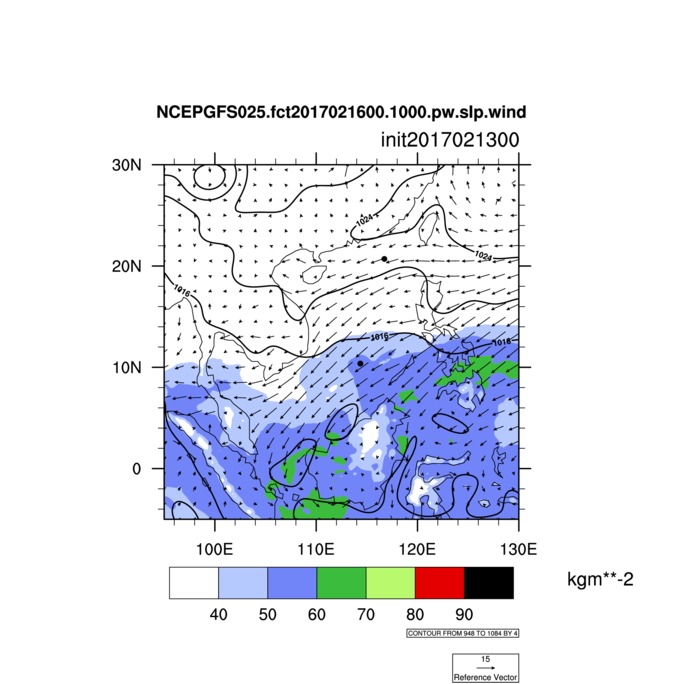 NCEPGFS025.fct2017021600.1000.pw.slp.wind
init2017021300
30N
1024
1024
20N
1016
1016
1016
10N
0
100E 110E 120E 130E
40 50 60 70 80 90
kgm**-2
CONTOUR FROM 948 TO 1084 BY 4
15
Reference Vector